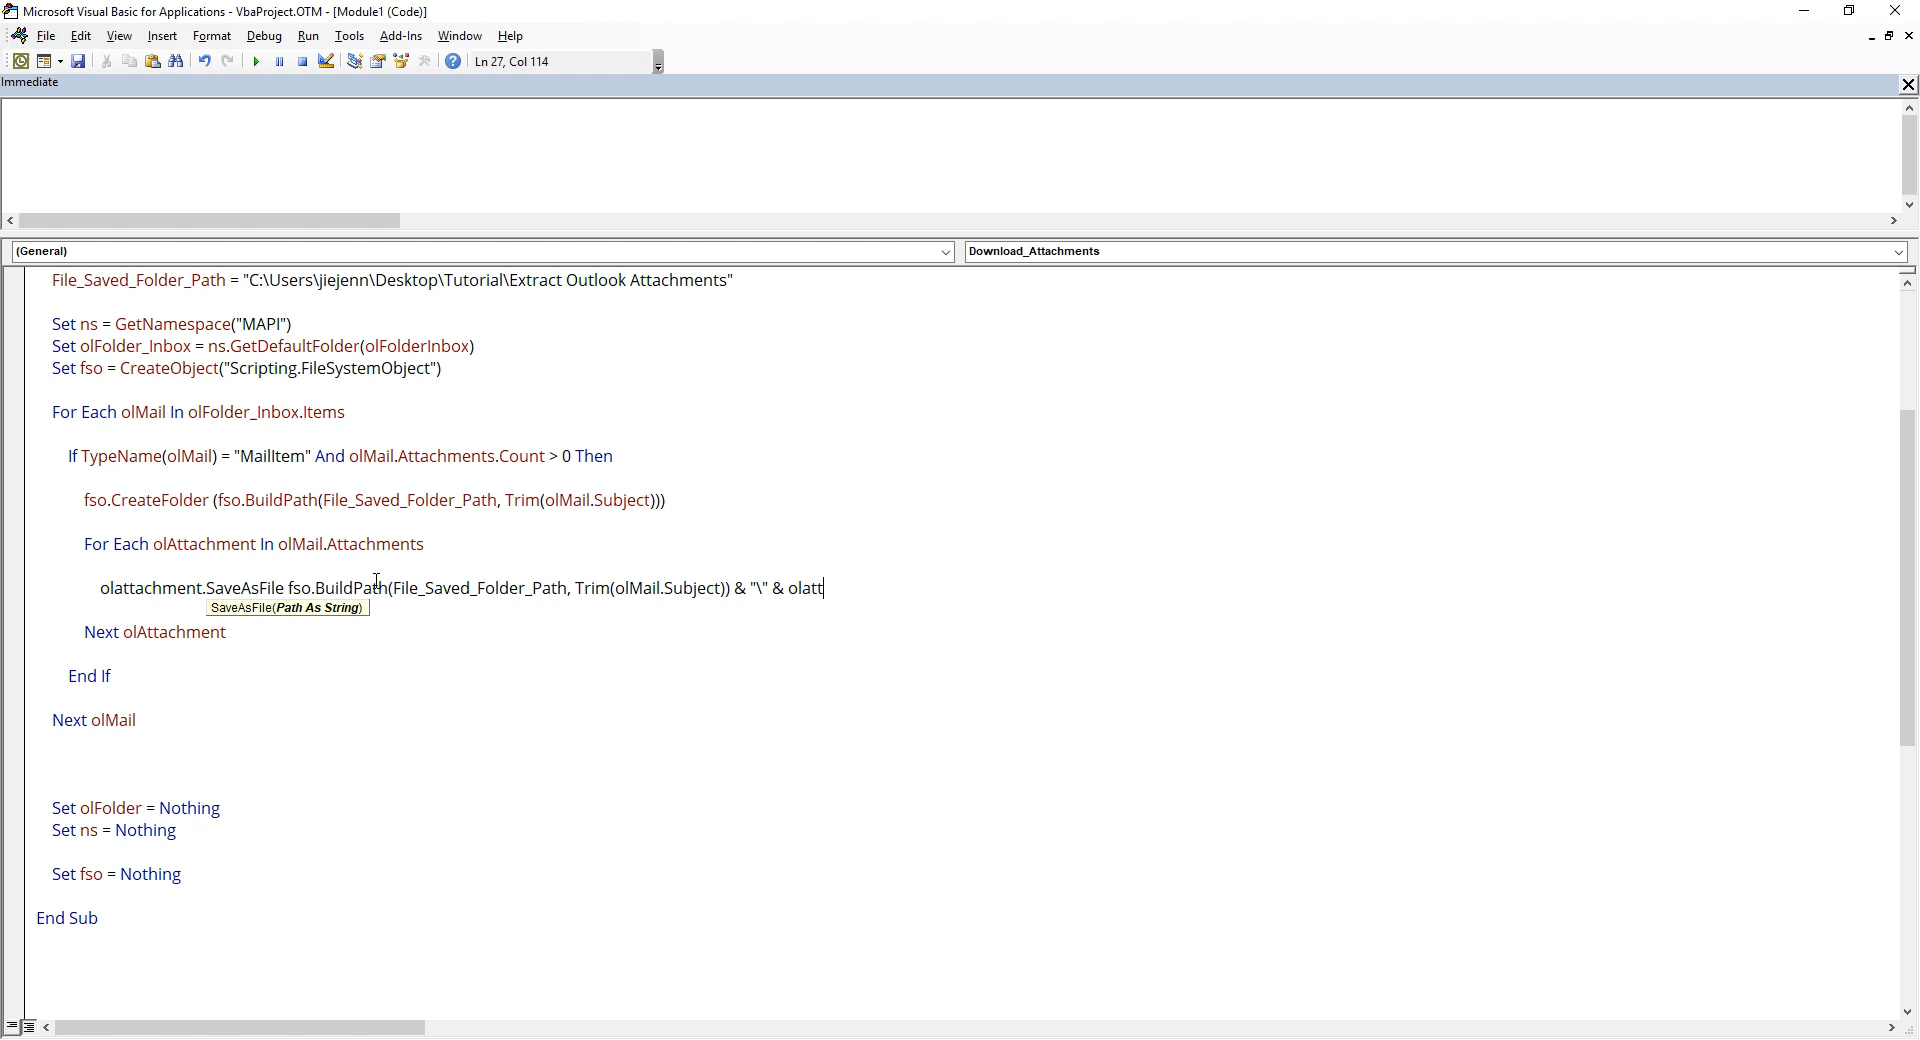 Microsoft Visual Basic for Applications - VbaProject.OTM - [Module1 (Code)]
File Edit View Insert Format Debug Run Tools Add-Ins Window Help
Ln 27, Col 114
Immediate
(General) Download_Attachments
File_Saved_Folder_Path = "C:\Users\jiejenn\Desktop\Tutorial\Extract Outlook Attachments"
Set ns = GetNamespace("MAPI")
Set olFolder_Inbox = ns.GetDefaultFolder(olFolderInbox)
Set fso = CreateObject("Scripting.FileSystemObject")
For Each olMail In olFolder_Inbox.Items
If TypeName(olMail) = "MailItem" And olMail.Attachments.Count > 0 Then
fso.CreateFolder (fso.BuildPath(File_Saved_Folder_Path, Trim(olMail.Subject)))
For Each olAttachment In olMail.Attachments
olattachment.SaveAsFile fso.BuildPath(File_Saved_Folder_Path, Trim(olMail.Subject)) & "\" & olatt
SaveAsFile(Path As String)
Next olAttachment
End If
Next olMail
Set olFolder = Nothing
Set ns = Nothing
Set fso = Nothing
End Sub